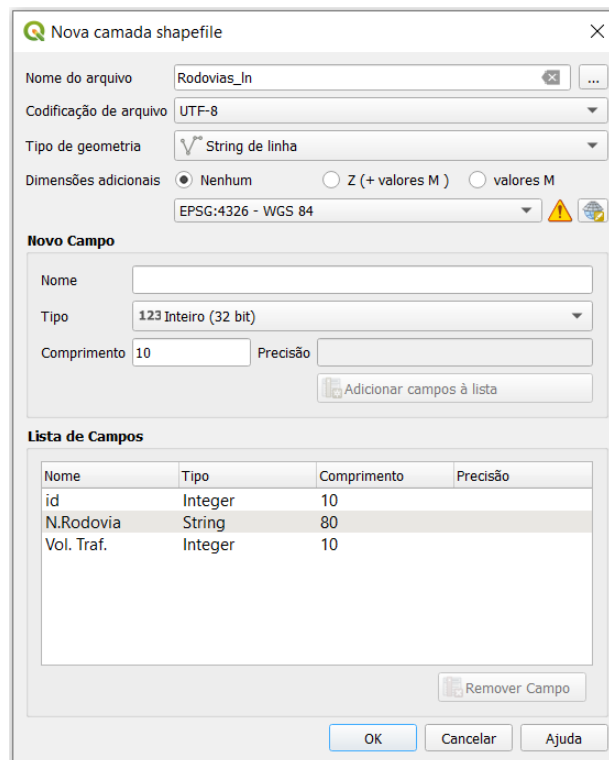 Nova camada shapefile
Nome do arquivo Rodovias_ln ...
Codificação de arquivo UTF-8
Tipo de geometria String de linha
Dimensões adicionais Nenhum Z (+ valores M ) valores M
EPSG:4326 - WGS 84
Novo Campo
Nome
Tipo 123 Inteiro (32 bit)
Comprimento 10 Precisão
Adicionar campos à lista
Lista de Campos
Nome Tipo Comprimento Precisão
id Integer 10
N.Rodovia String 80
Vol. Traf. Integer 10
Remover Campo
OK Cancelar Ajuda